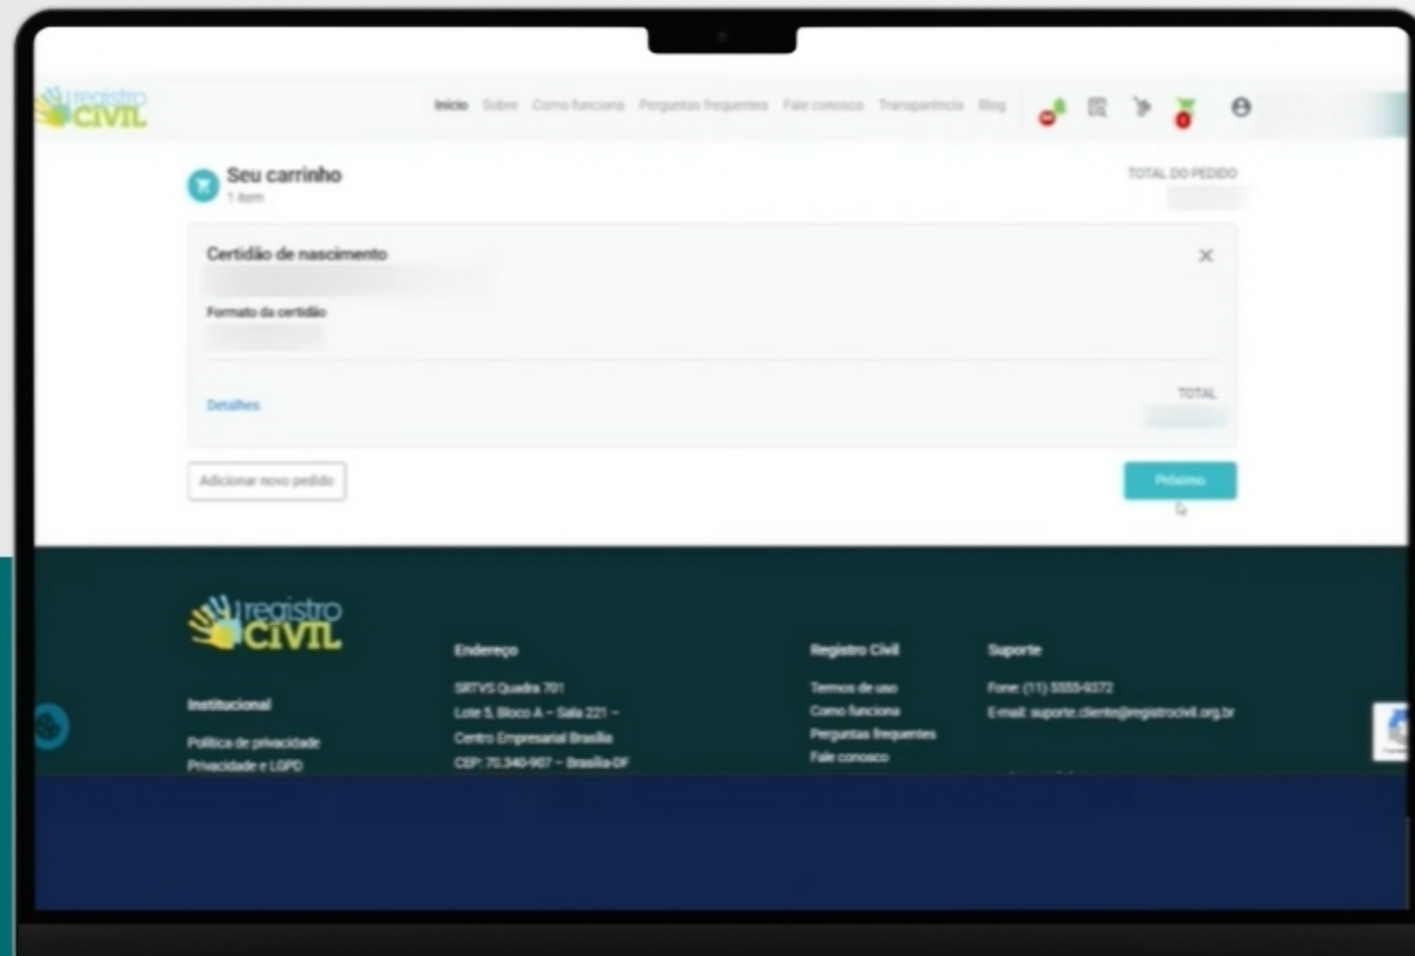 registro
CIVIL
Início Sobre Como funciona Perguntas frequentes Fale conosco Transparência Blog
Seu carrinho
1 item
TOTAL DO PEDIDO
Certidão de nascimento
Formato da certidão
Detalhes
TOTAL
Adicionar novo pedido
Próximo
registro
CIVIL
Institucional
Política de privacidade
Privacidade e LGPD
Endereço
SRTVS Quadra 701
Lote 5, Bloco A – Sala 221 –
Centro Empresarial Brasília
CEP: 70.340-907 – Brasília-DF
Registro Civil
Termos de uso
Como funciona
Perguntas frequentes
Fale conosco
Suporte
Fone: (11) 5555-9372
E-mail: suporte.cliente@registrocivil.org.br